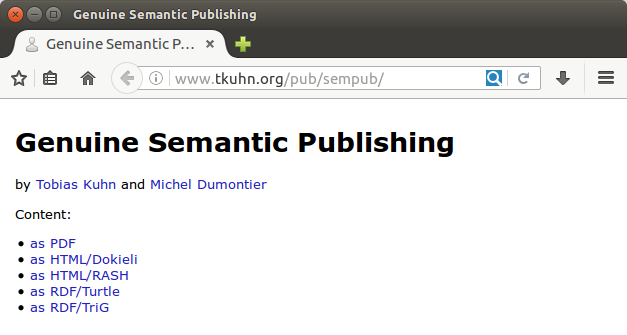 Genuine Semantic Publishing
Genuine Semantic P...
www.tkuhn.org/pub/sempub/
Genuine Semantic Publishing
by Tobias Kuhn and Michel Dumontier
Content:
• as PDF
• as HTML/Dokieli
• as HTML/RASH
• as RDF/Turtle
• as RDF/TriG